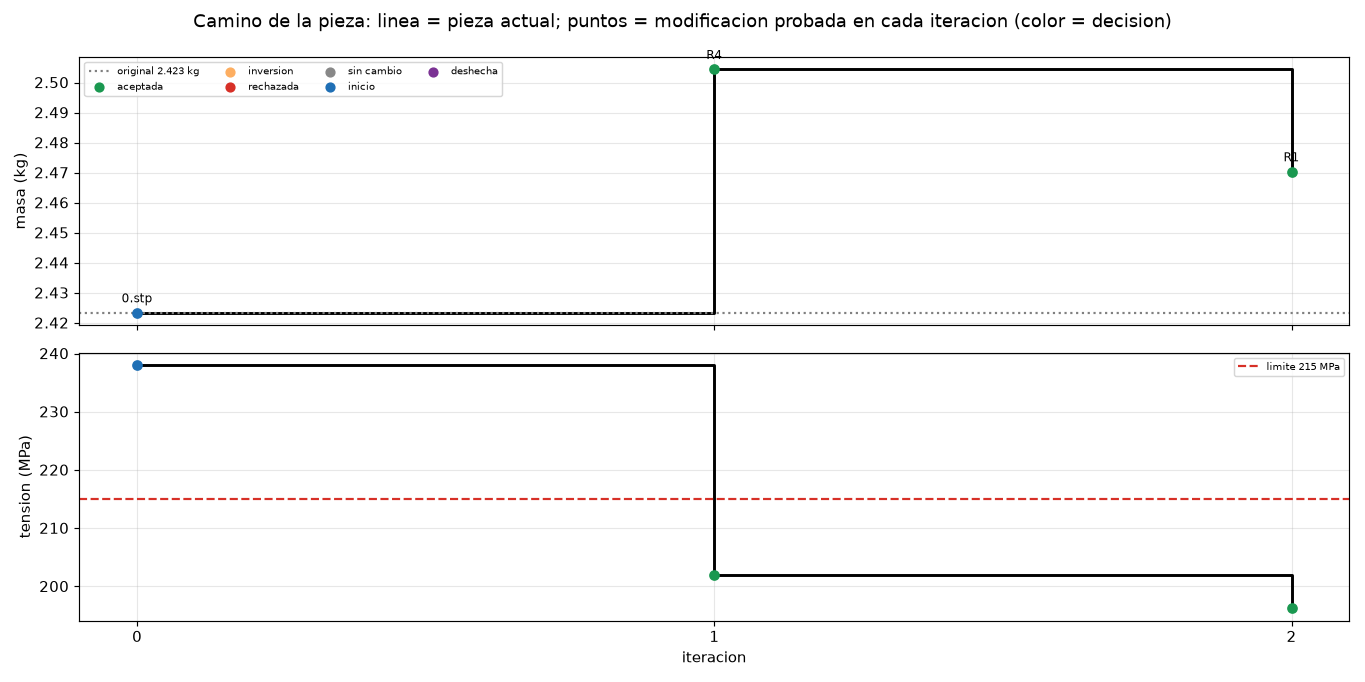 Camino de la pieza: linea = pieza actual; puntos = modificacion probada en cada iteracion (color = decision)
R4
original 2.423 kg
inversion
sin cambio
deshecha
aceptada
rechazada
inicio
2.50
2.49
2.48
2.47
2.46
2.45
2.44
2.43
2.42
masa (kg)
R1
0.stp
limite 215 MPa
240
230
220
210
200
tension (MPa)
0
1
2
iteracion